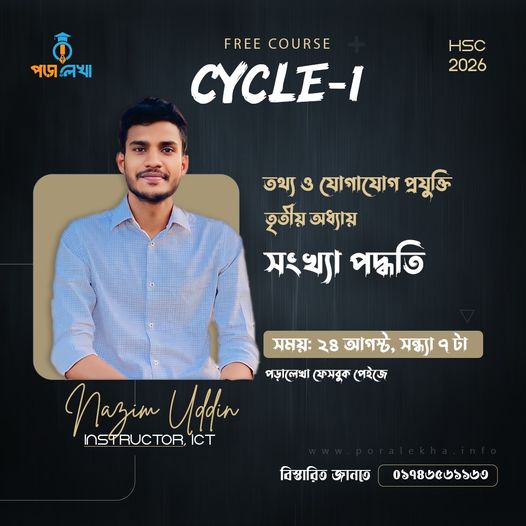 পড়ালেখা
FREE COURSE
CYCLE-1
HSC
2026
তথ্য ও যোগাযোগ প্রযুক্তি
তৃতীয় অধ্যায়
সংখ্যা পদ্ধতি
সময়: ২৪ আগস্ট, সন্ধ্যা ৭ টা
পড়ালেখা ফেসবুক পেইজে
Nazim Uddin
INSTRUCTOR, ICT
www.poralekha.info
বিস্তারিত জানতে ০১৭৪৬৫৬১১৬৩